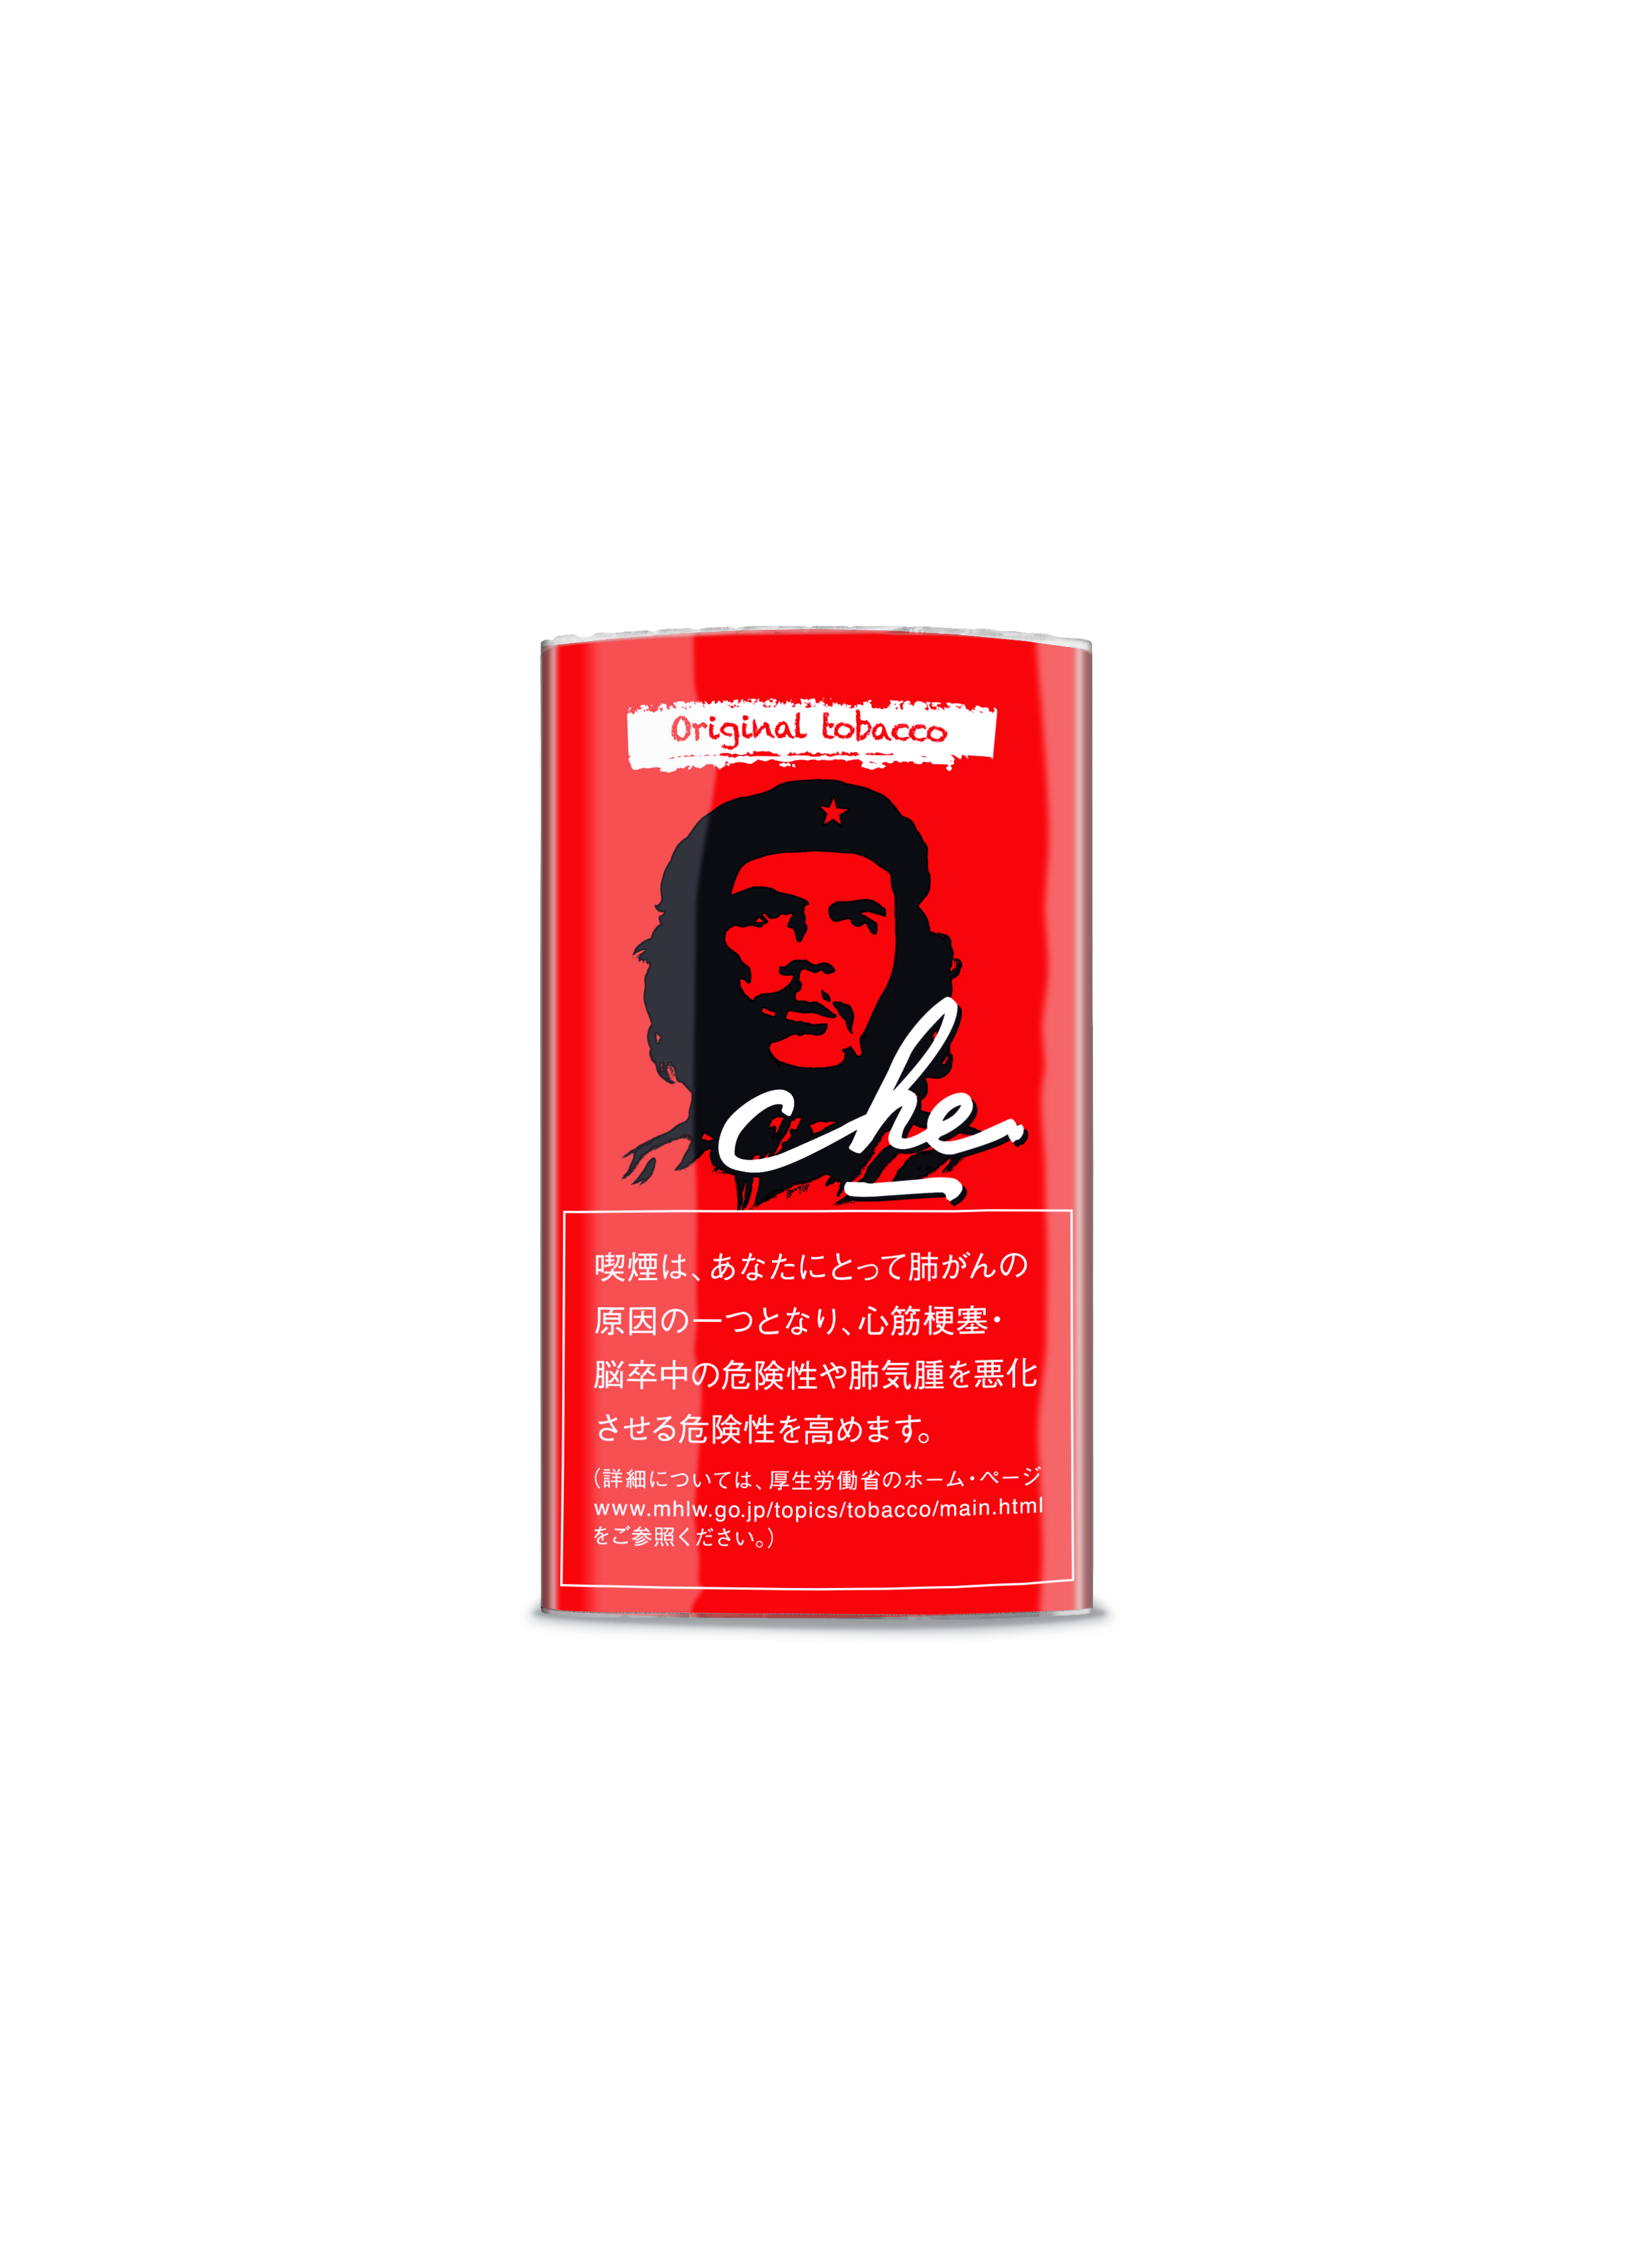 Original tobacco
che
喫煙は、あなたにとって肺がんの
原因の一つとなり、心筋梗塞・
脳卒中の危険性や肺気腫を悪化
させる危険性を高めます。
(詳細については、厚生労働省のホーム・ページ
www.mhlw.go.jp/topics/tobacco/main.html
をご参照ください。)